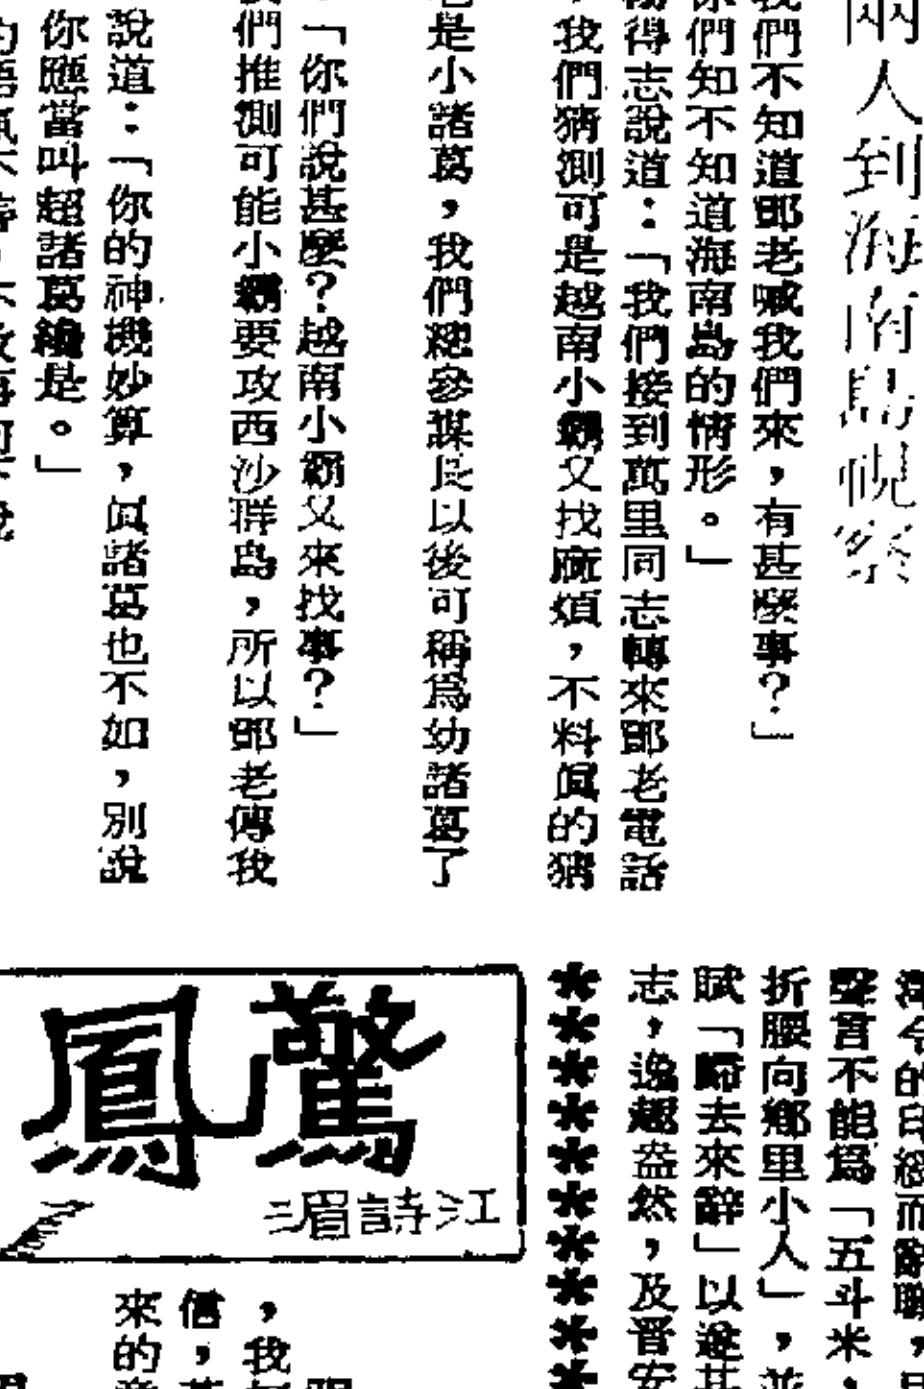 兩人到海南島視察
我們不知道鄧老喊我們來，有甚麼事？」
你們知不知道海南島的情形。」
得志說道：「我們接到萬里同志轉來鄧老電話
，我們猜測可是越南小霸又找麻煩，不料眞的猜
是小諸葛，我們總參謀長以後可稱爲幼諸葛了
：「你們說甚麼？越南小霸又來找事？」
我們推測可能小霸要攻西沙群島，所以鄧老傳我
說道：「你的神機妙算，眞諸葛也不如，別說
你應當叫超諸葛纔是。」
的語氣不
的印綬而辭職，
聲言不能爲「五斗米，
折腰向鄉里小人」，並
賦「歸去來辭」以遂其
志，逸趣盎然，及晉安
＊＊＊＊＊＊＊＊＊＊
驚鳳
江詩湄
，我
信，
來的